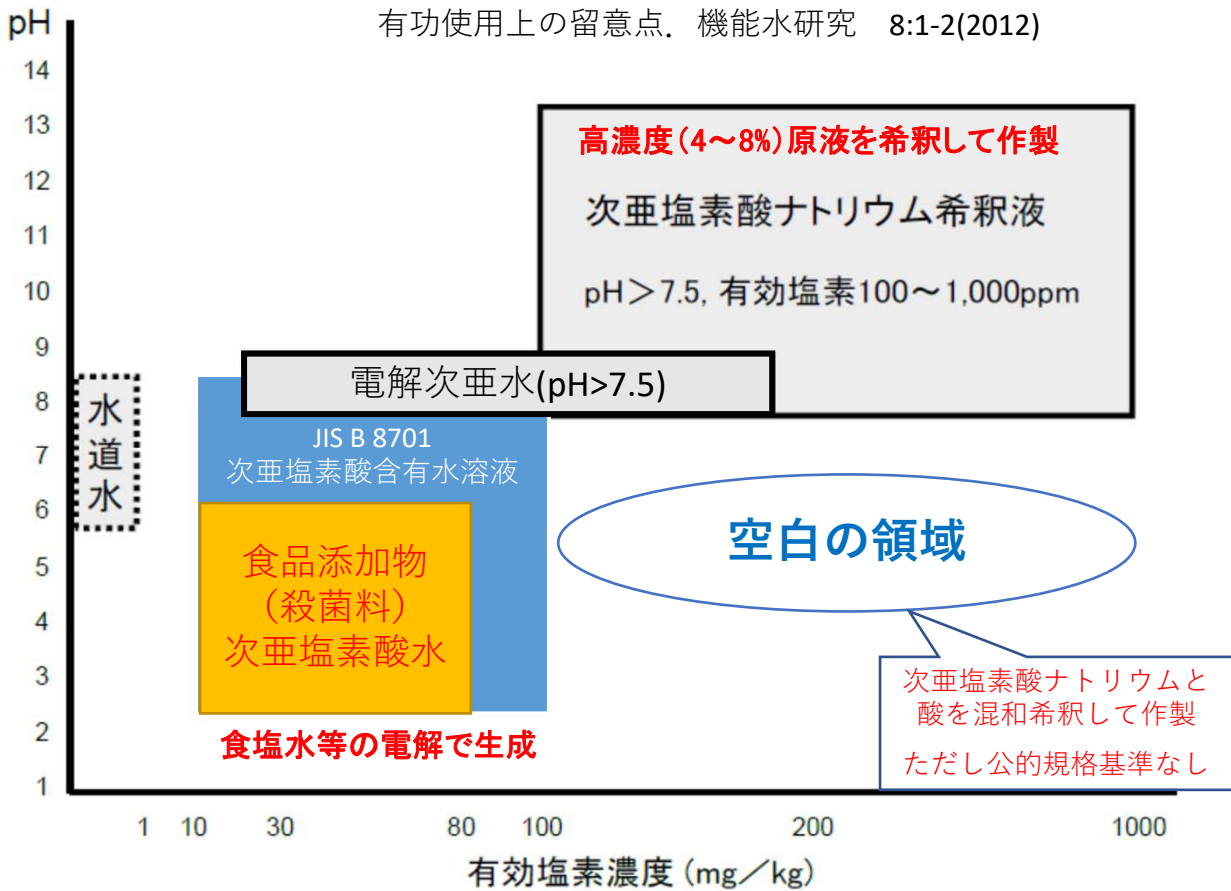 有功使用上の留意点．機能水研究　8:1-2(2012)
pH
14
13
12
11
10
9
8
7
6
5
4
3
2
1
高濃度(4～8%)原液を希釈して作製
次亜塩素酸ナトリウム希釈液
pH＞7.5, 有効塩素100～1,000ppm
電解次亜水(pH>7.5)
水道水
JIS B 8701
次亜塩素酸含有水溶液
食品添加物
（殺菌料）
次亜塩素酸水
空白の領域
次亜塩素酸ナトリウムと
酸を混和希釈して作製
ただし公的規格基準なし
食塩水等の電解で生成
1 10 30 80 100 200 1000
有効塩素濃度 (mg／kg)